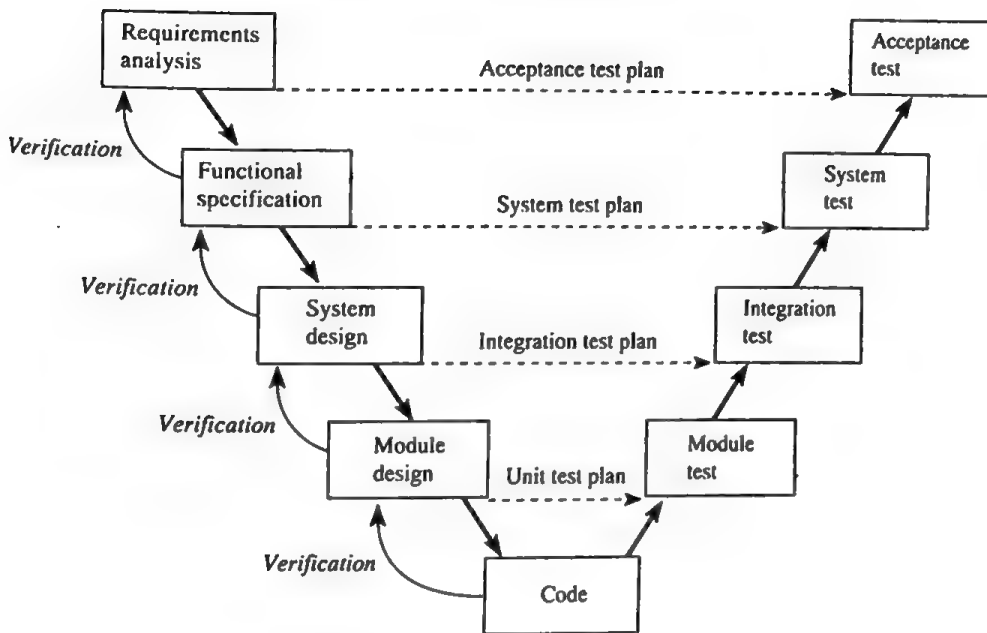 Requirements
analysis
Acceptance
test
Acceptance test plan
Verification
Functional
specification
System
test
System test plan
Verification
System
design
Integration
test
Integration test plan
Verification
Module
design
Module
test
Unit test plan
Verification
Code